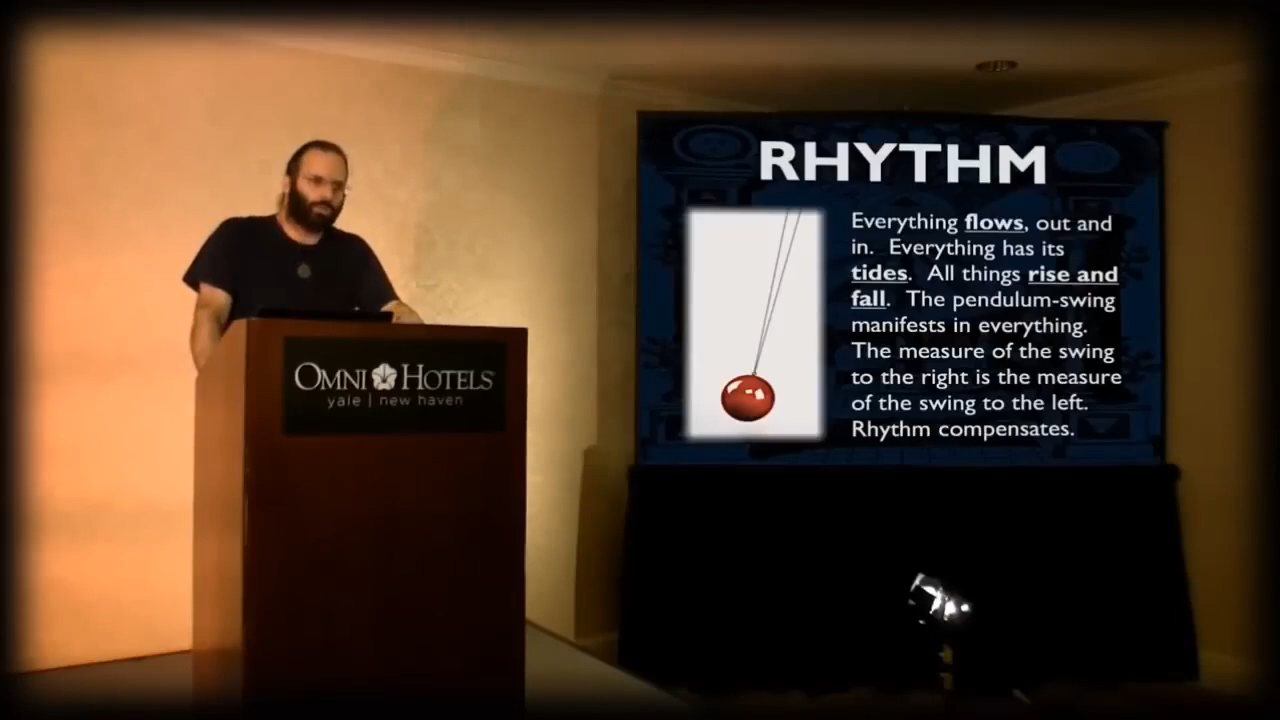 OMNI HOTELS
yale | new haven
RHYTHM
Everything flows, out and
in. Everything has its
tides. All things rise and
fall. The pendulum-swing
manifests in everything.
The measure of the swing
to the right is the measure
of the swing to the left.
Rhythm compensates.